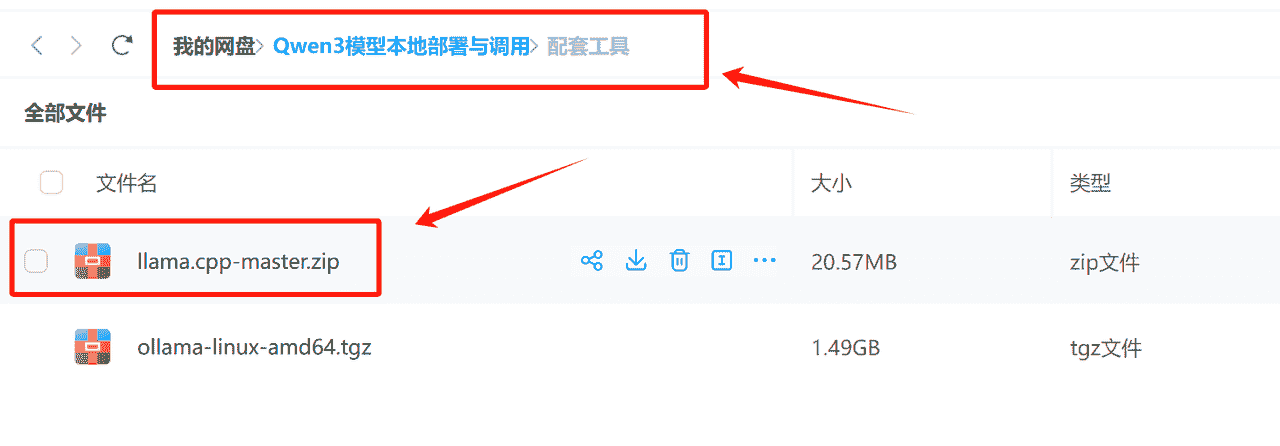 我的网盘> Qwen3模型本地部署与调用> 配套工具
全部文件
文件名 大小 类型
llama.cpp-master.zip 20.57MB zip文件
ollama-linux-amd64.tgz 1.49GB tgz文件